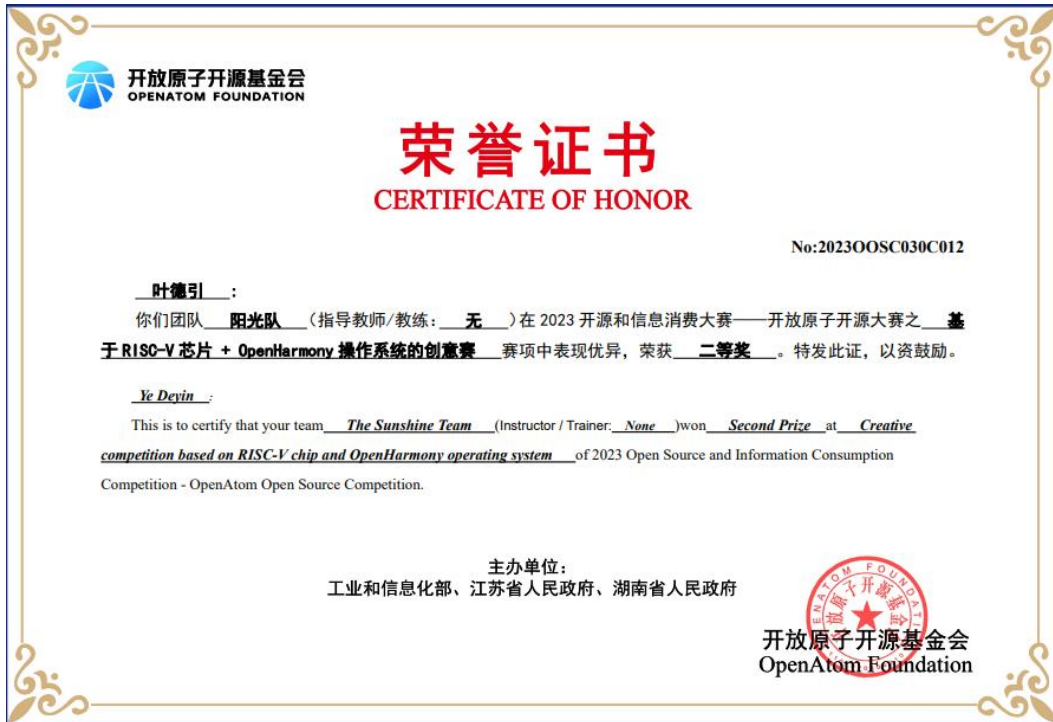 开放原子开源基金会
OPENATOM FOUNDATION
荣誉证书
CERTIFICATE OF HONOR
No:2023OOSC030C012
叶德引 :
你们团队 阳光队 (指导教师/教练: 无 )在 2023 开源和信息消费大赛——开放原子开源大赛之 基
于RISC-V 芯片 + OpenHarmony 操作系统的创意赛 赛项中表现优异，荣获 二等奖 。特发此证，以资鼓励。
Ye Deyin :
This is to certify that your team The Sunshine Team (Instructor / Trainer: None )won Second Prize at Creative
competition based on RISC-V chip and OpenHarmony operating system of 2023 Open Source and Information Consumption
Competition - OpenAtom Open Source Competition.
主办单位：
工业和信息化部、江苏省人民政府、湖南省人民政府
开放原子开源基金会
OpenAtom Foundation